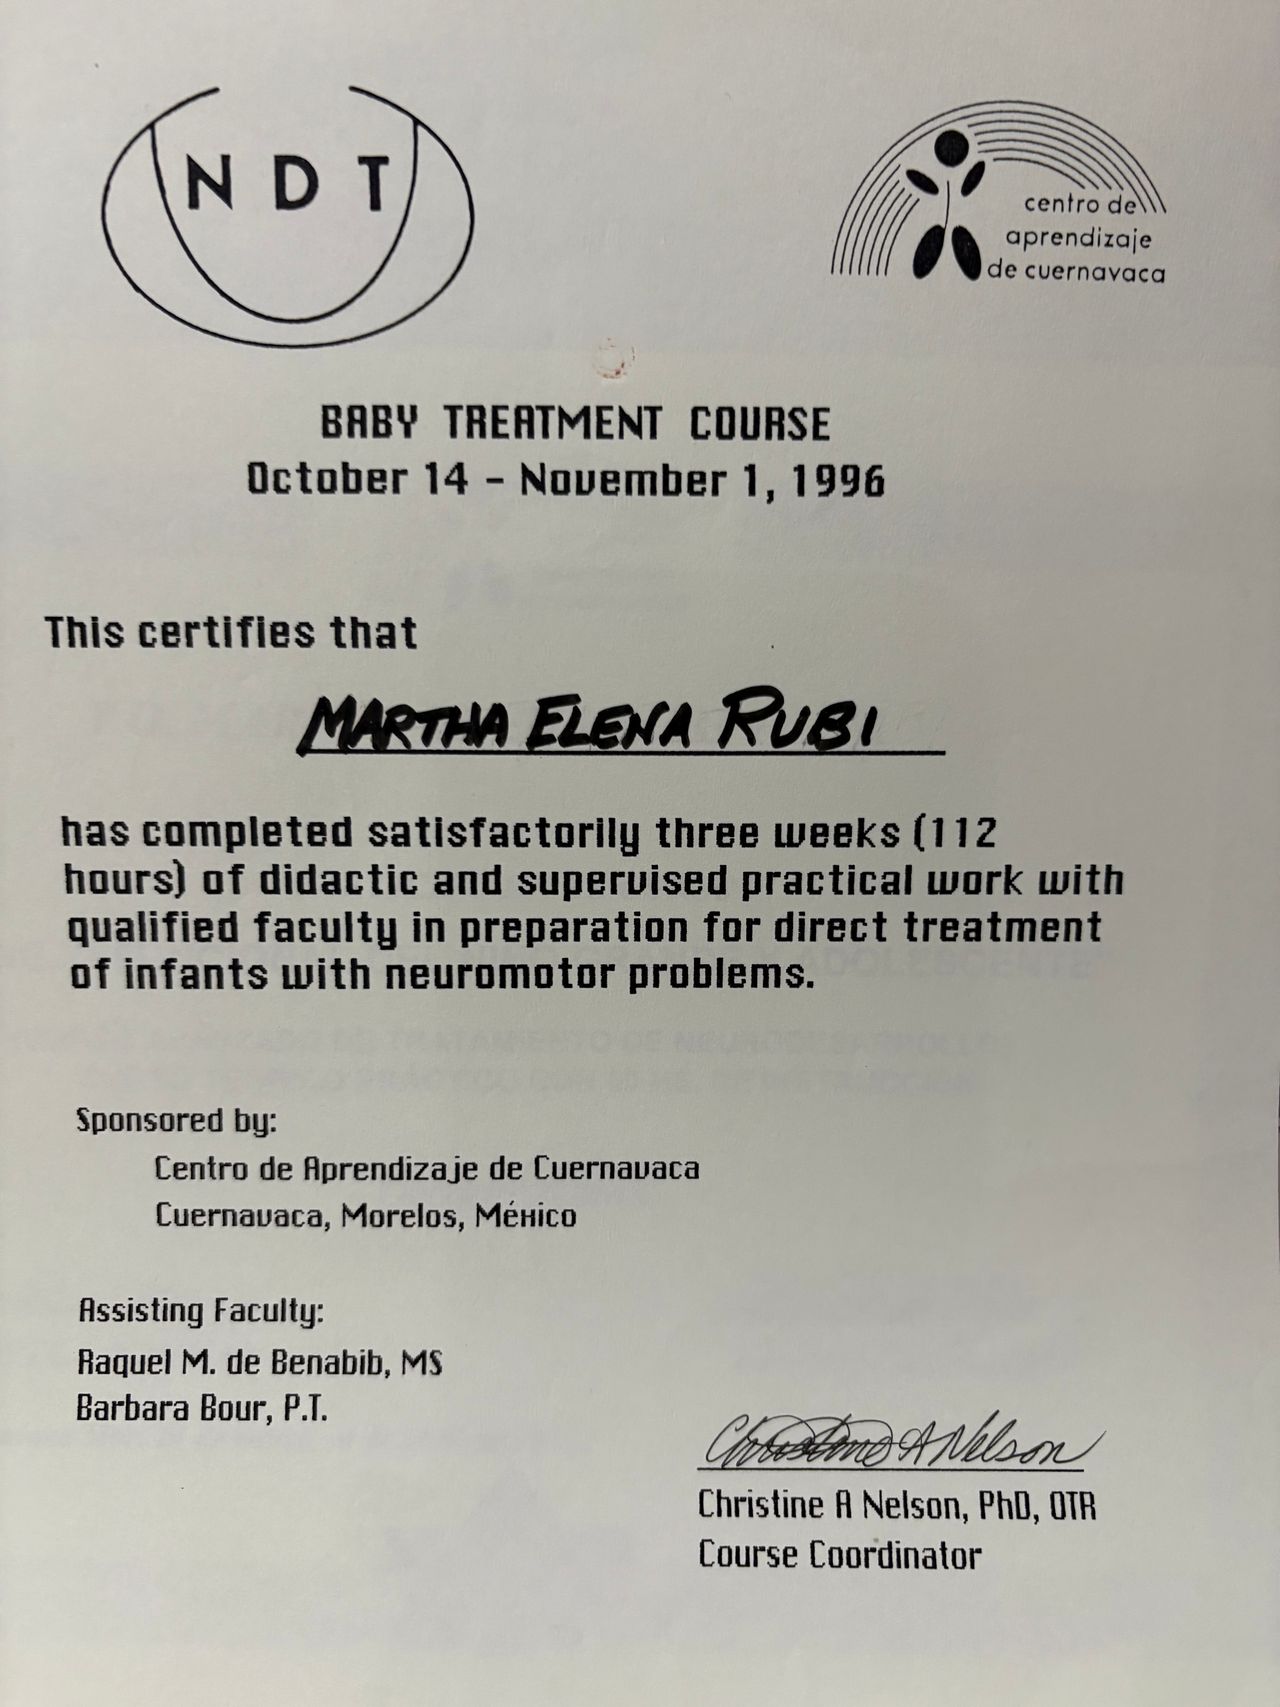 NDT
centro de
aprendizaje
de cuernavaca
BABY TREATMENT COURSE
October 14 - November 1, 1996
This certifies that
MARTHA ELENA RUBI
has completed satisfactorily three weeks (112
hours) of didactic and supervised practical work with
qualified faculty in preparation for direct treatment
of infants with neuromotor problems.
Sponsored by:
Centro de Aprendizaje de Cuernavaca
Cuernavaca, Morelos, México
Assisting Faculty:
Raquel M. de Benabib, MS
Barbara Bour, P.T.
Christine A Nelson
Christine A Nelson, PhD, OTR
Course Coordinator